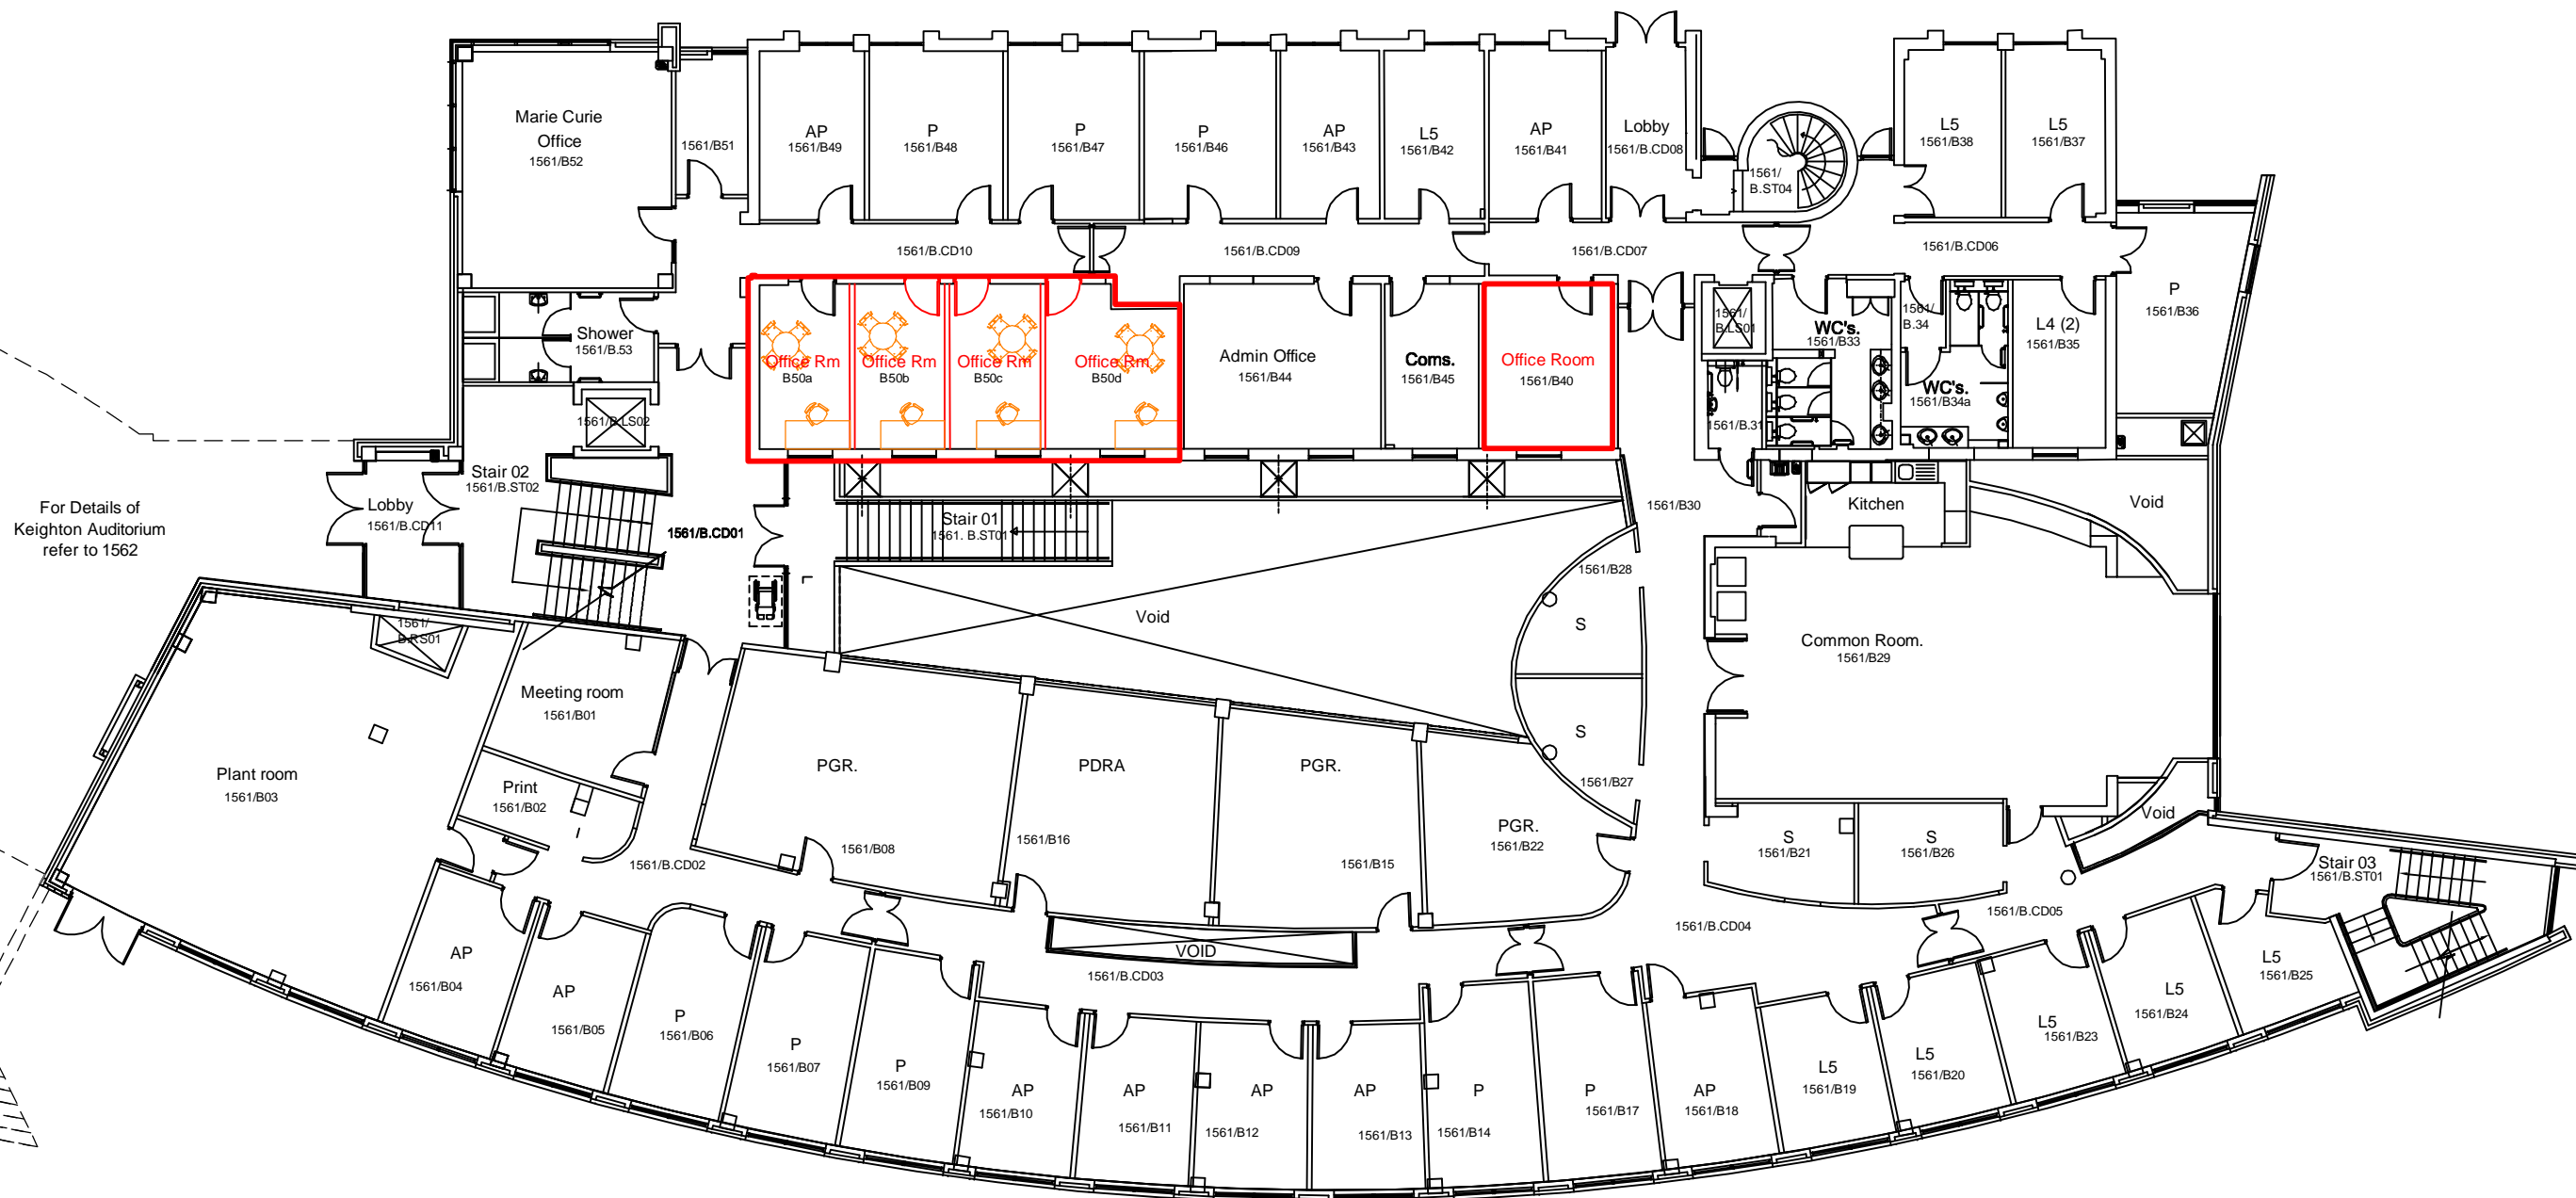 Marie Curie
Office
1561/B52
1561/B51
AP
1561/B49
P
1561/B48
P
1561/B47
P
1561/B46
AP
1561/B43
L5
1561/B42
AP
1561/B41
Lobby
1561/B.CD08
1561/
B.ST04
L5
1561/B38
L5
1561/B37
1561/B.CD10
1561/B.CD09
1561/B.CD07
1561/B.CD06
P
1561/B36
Shower
1561/B.53
Office Rm
B50a
Office Rm
B50b
Office Rm
B50c
Office Rm
B50d
Admin Office
1561/B44
Coms.
1561/B45
Office Room
1561/B40
1561/
B.LS01
WC's.
1561/B33
1561/
B.34
WC's.
1561/B34a
L4 (2)
1561/B35
1561/B.31
1561/B.LS02
Stair 02
1561/B.ST02
Lobby
1561/B.CD11
For Details of
Keighton Auditorium
refer to 1562
1561/B.CD01
Stair 01
1561. B.ST01
1561/B30
Kitchen
Void
1561/B28
S
Void
S
1561/B27
Common Room.
1561/B29
1561/
B.RS01
Meeting room
1561/B01
Plant room
1561/B03
Print
1561/B02
PGR.
1561/B08
PDRA
1561/B16
PGR.
1561/B15
PGR.
1561/B22
S
1561/B21
S
1561/B26
Void
Stair 03
1561/B.ST01
1561/B.CD02
1561/B.CD04
1561/B.CD05
VOID
1561/B.CD03
AP
1561/B04
AP
1561/B05
P
1561/B06
P
1561/B07
P
1561/B09
AP
1561/B10
AP
1561/B11
AP
1561/B12
AP
1561/B13
P
1561/B14
P
1561/B17
AP
1561/B18
L5
1561/B19
L5
1561/B20
L5
1561/B23
L5
1561/B24
L5
1561/B25